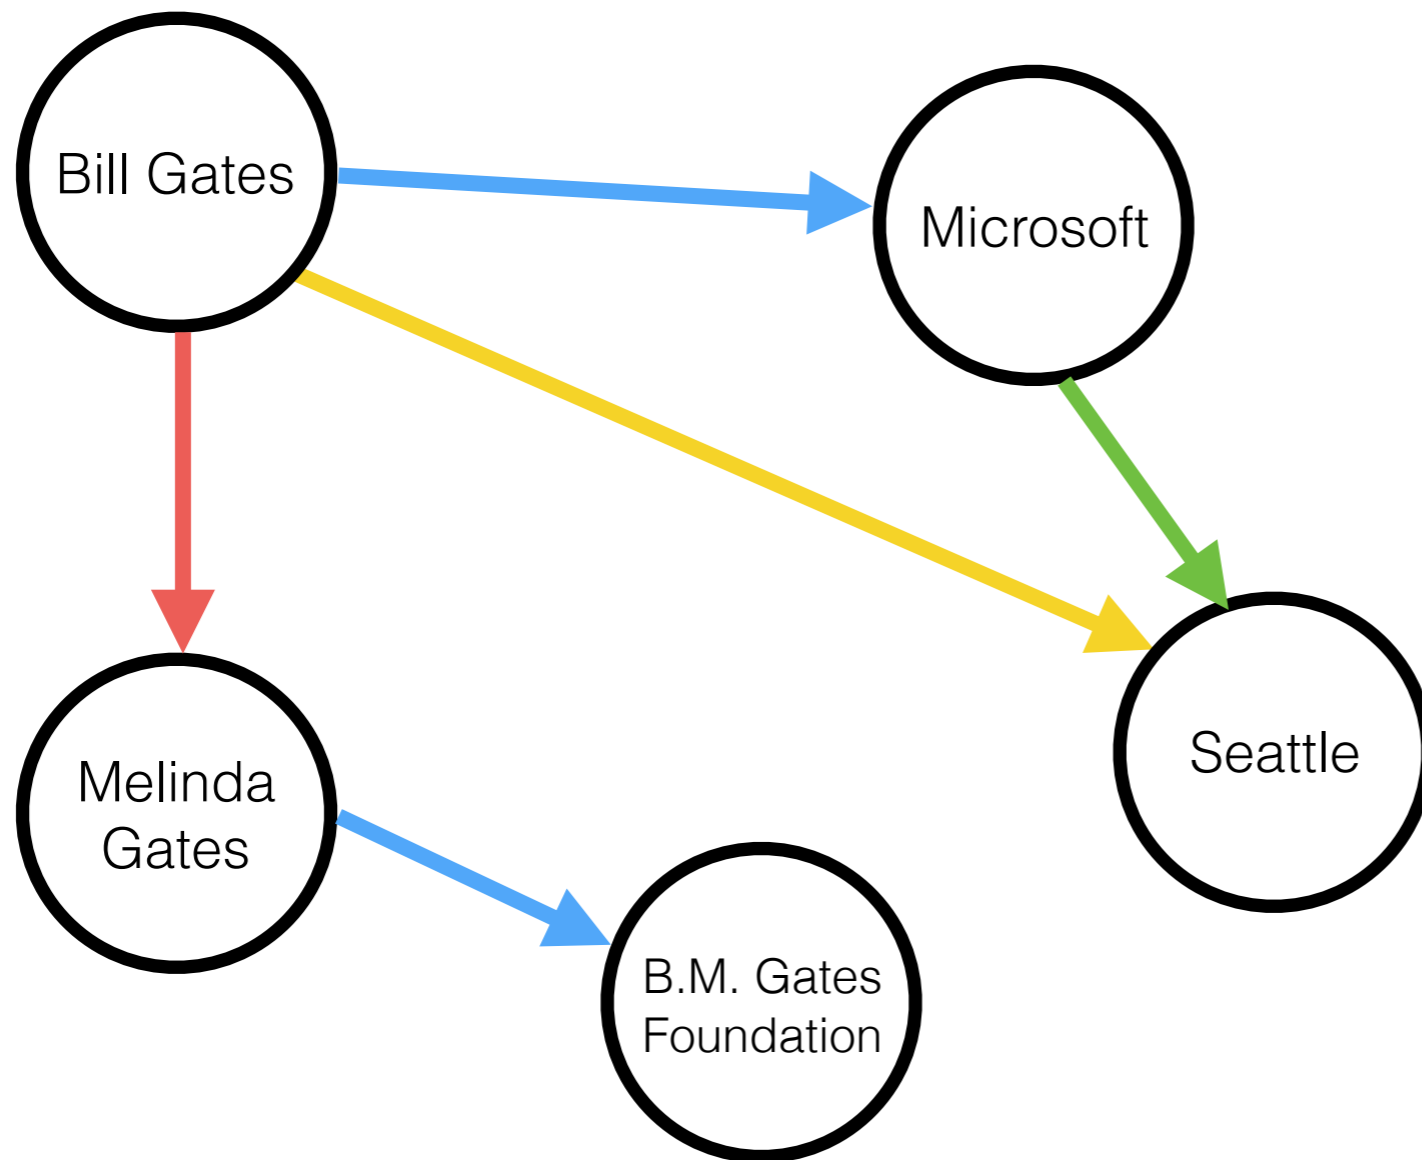 Bill Gates
Microsoft
Seattle
Melinda
Gates
B.M. Gates
Foundation